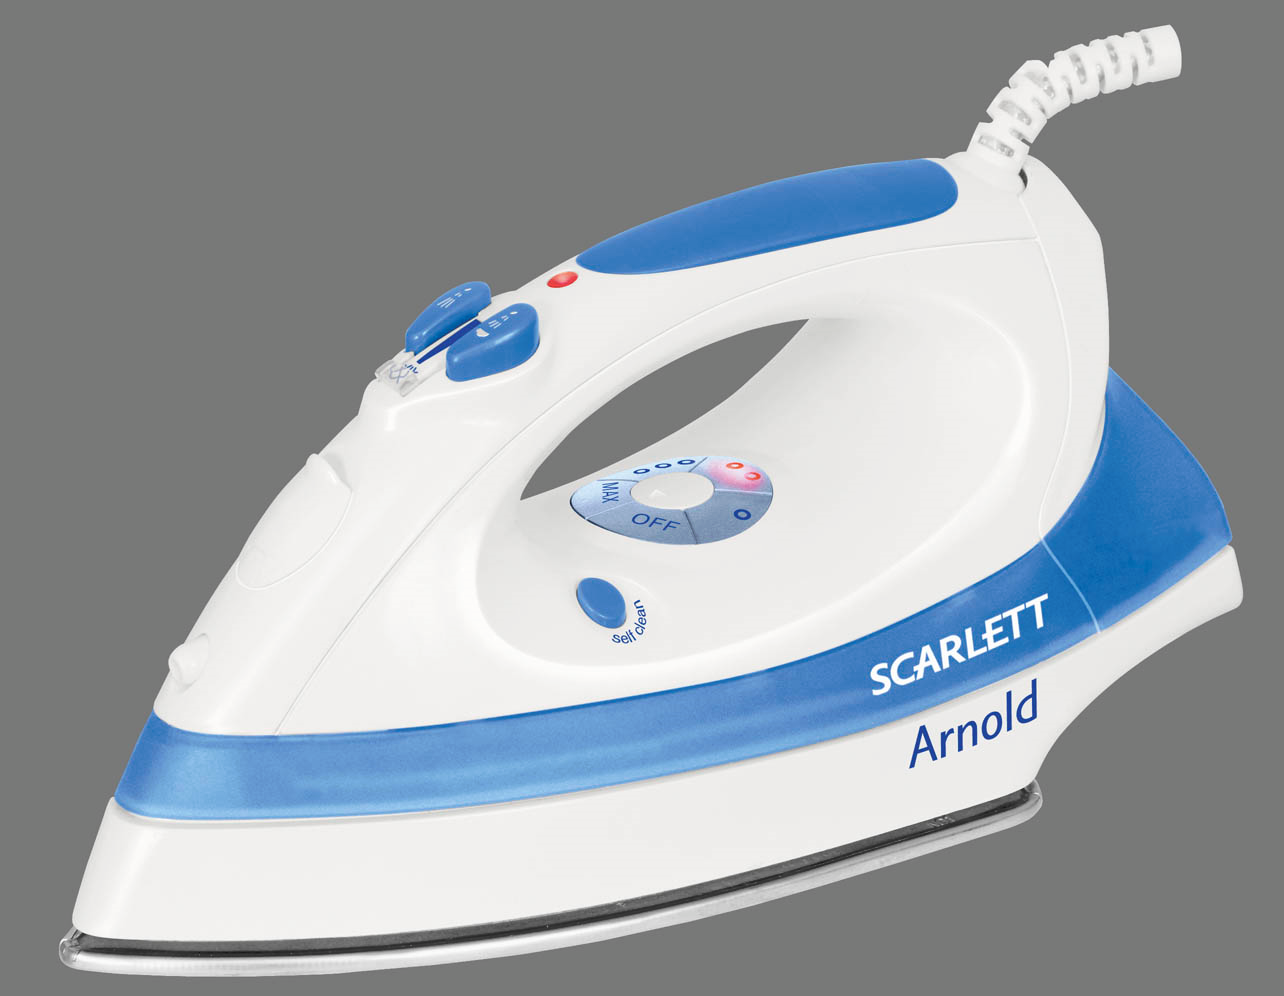 MAX
OFF
self clean
SCARLETT
Arnold